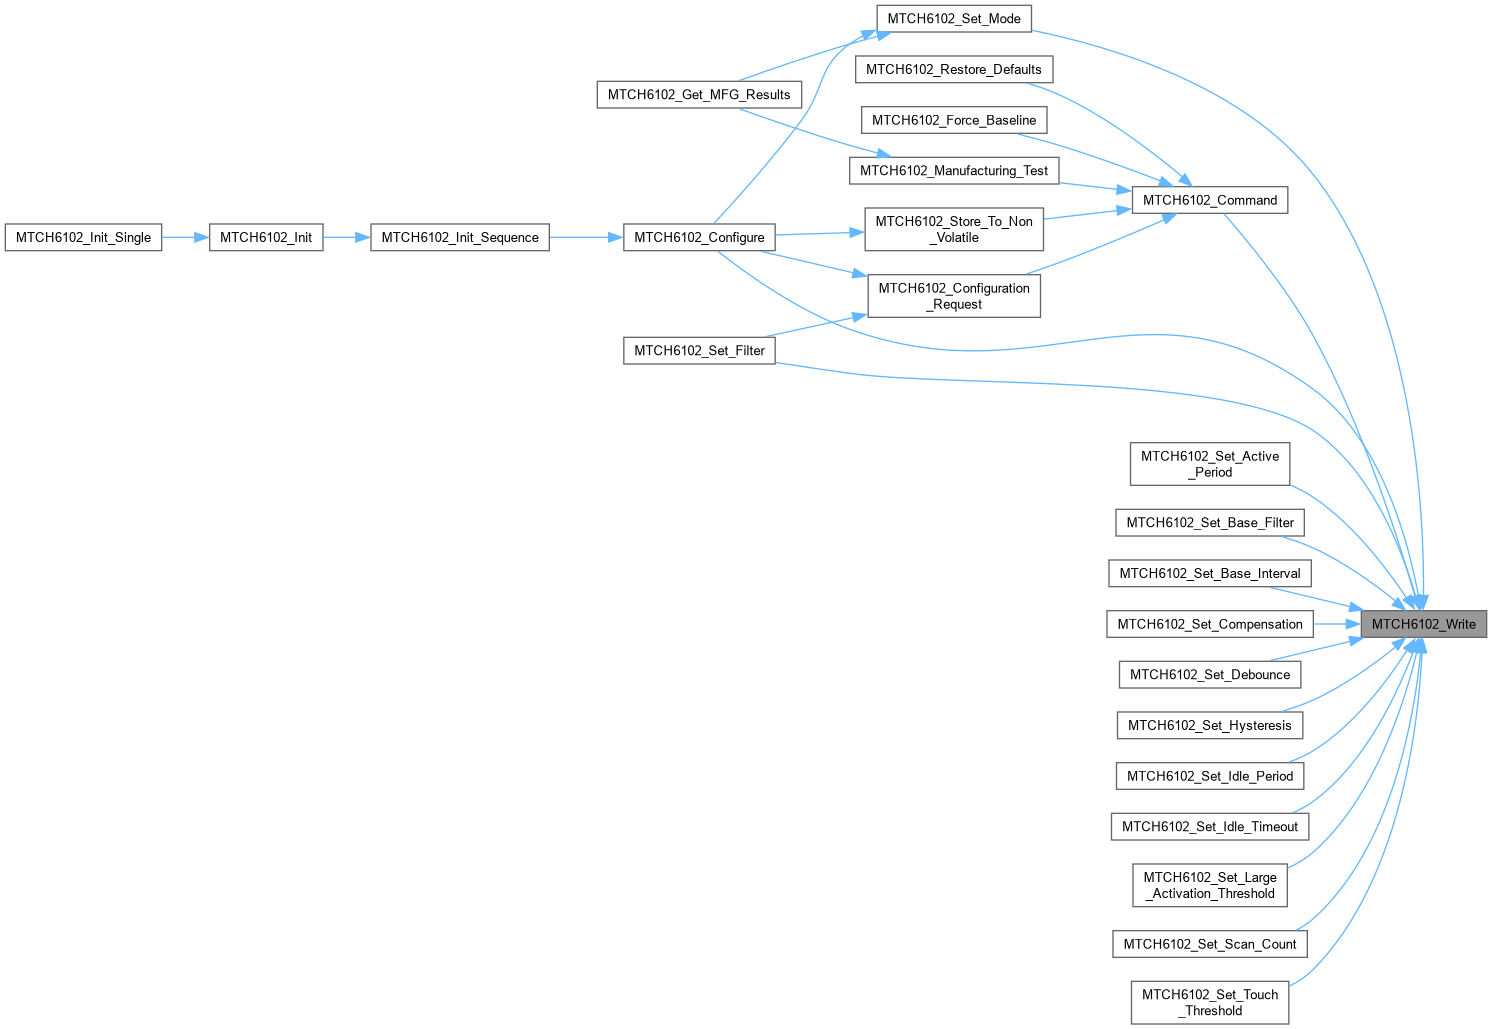 MTCH6102_Set_Mode
MTCH6102_Restore_Defaults
MTCH6102_Get_MFG_Results
MTCH6102_Force_Baseline
MTCH6102_Manufacturing_Test
MTCH6102_Command
MTCH6102_Store_To_Non
_Volatile
MTCH6102_Init_Single
MTCH6102_Init
MTCH6102_Init_Sequence
MTCH6102_Configure
MTCH6102_Configuration
_Request
MTCH6102_Set_Filter
MTCH6102_Set_Active
_Period
MTCH6102_Set_Base_Filter
MTCH6102_Set_Base_Interval
MTCH6102_Set_Compensation
MTCH6102_Write
MTCH6102_Set_Debounce
MTCH6102_Set_Hysteresis
MTCH6102_Set_Idle_Period
MTCH6102_Set_Idle_Timeout
MTCH6102_Set_Large
_Activation_Threshold
MTCH6102_Set_Scan_Count
MTCH6102_Set_Touch
_Threshold